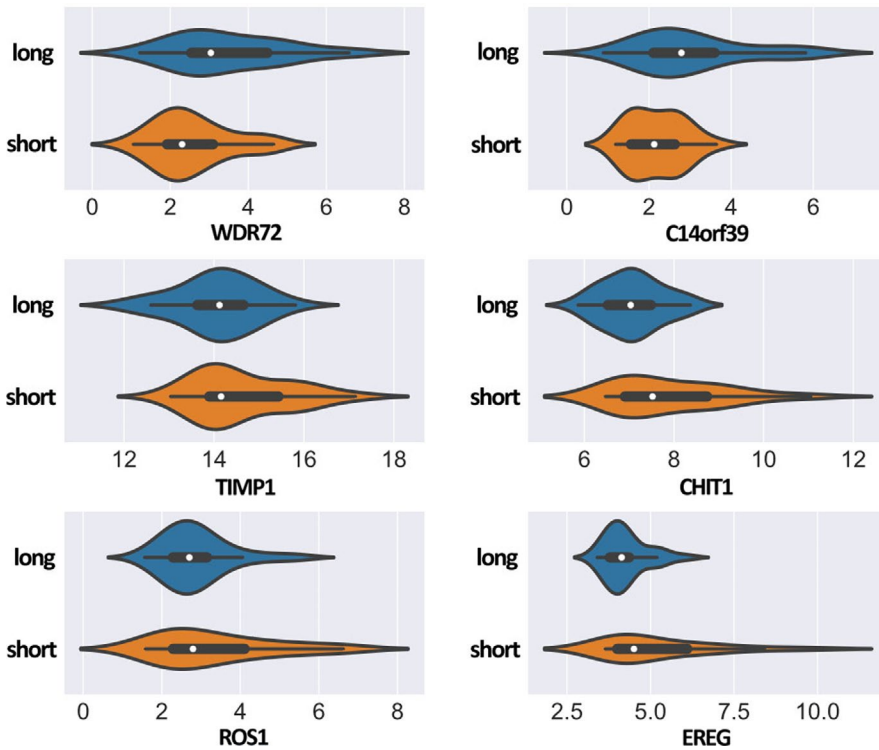 long
short
0 2 4 6 8
WDR72
long
short
0 2 4 6
C14orf39
long
short
12 14 16 18
TIMP1
long
short
6 8 10 12
CHIT1
long
short
0 2 4 6 8
ROS1
long
short
2.5 5.0 7.5 10.0
EREG